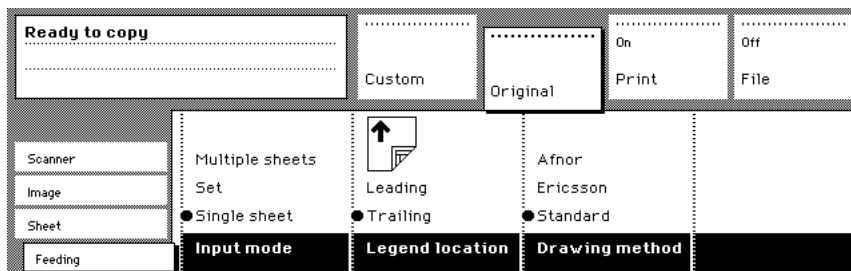 Ready to copy
Custom
Original
On
Print
Off
File
Scanner
Image
Sheet
Feeding
Multiple sheets
Set
Single sheet
Input mode
Leading
Trailing
Legend location
Afnor
Ericsson
Standard
Drawing method